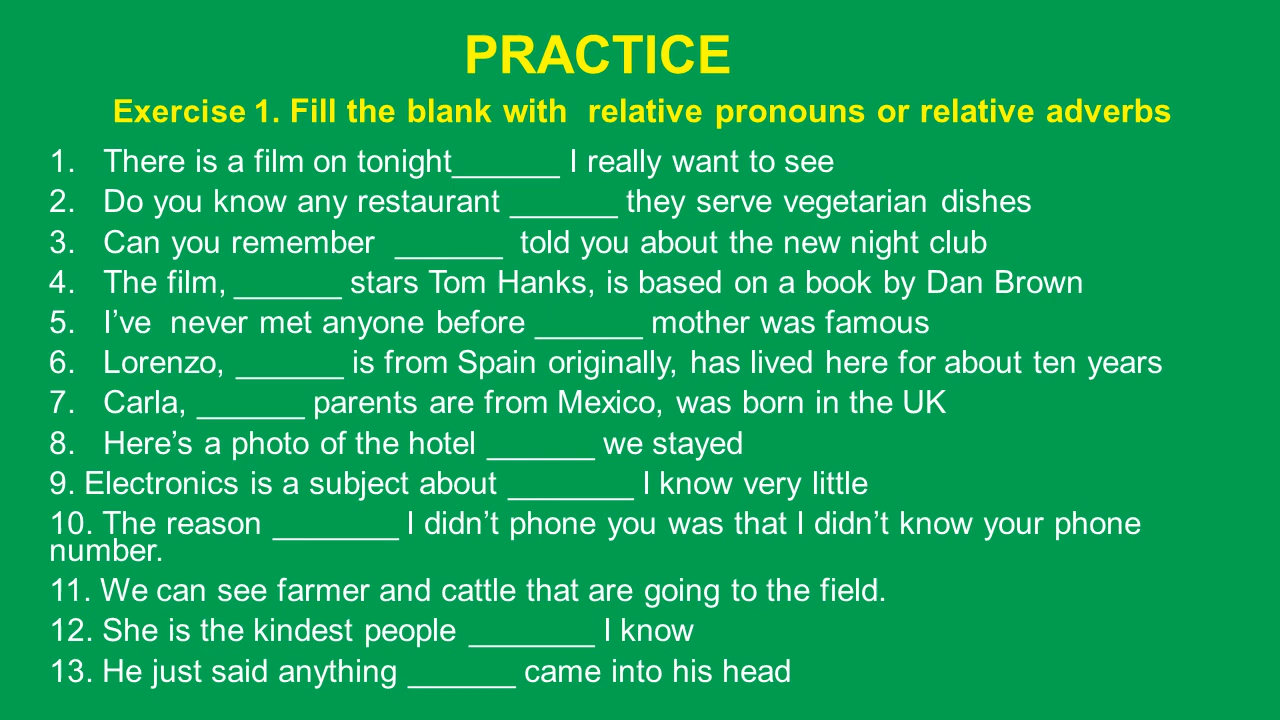 PRACTICE
Exercise 1. Fill the blank with  relative pronouns or relative adverbs
1. There is a film on tonight______ I really want to see
2. Do you know any restaurant ______ they serve vegetarian dishes
3. Can you remember  ______  told you about the new night club
4. The film, ______ stars Tom Hanks, is based on a book by Dan Brown
5. I’ve  never met anyone before ______ mother was famous
6. Lorenzo, ______ is from Spain originally, has lived here for about ten years
7. Carla, ______ parents are from Mexico, was born in the UK
8. Here’s a photo of the hotel ______ we stayed
9. Electronics is a subject about _______ I know very little
10. The reason _______ I didn’t phone you was that I didn’t know your phone
number.
11. We can see farmer and cattle that are going to the field.
12. She is the kindest people _______ I know
13. He just said anything ______ came into his head